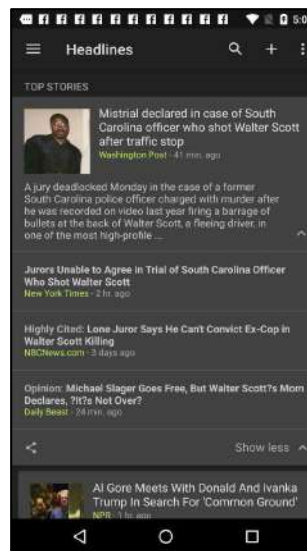 5:0
Headlines
TOP STORIES
Mistrial declared in case of South
Carolina officer who shot Walter Scott
after traffic stop
Washington Post - 41 min. ago
A jury deadlocked Monday in the case of a former
South Carolina police officer charged with murder after
he was recorded on video last year firing a barrage of
bullets at the back of Walter Scott, a fleeing driver, in
one of the most high-profile ...
Jurors Unable to Agree in Trial of South Carolina Officer
Who Shot Walter Scott
New York Times - 2 hr. ago
Highly Cited: Lone Juror Says He Can't Convict Ex-Cop in
Walter Scott Killing
NBCNews.com - 3 days ago
Opinion: Michael Slager Goes Free, But Walter Scott?s Mom
Declares, ?It?s Not Over?
Daily Beast - 24 min. ago
Show less
Al Gore Meets With Donald And Ivanka
Trump In Search For 'Common Ground'
NPR - 1 hr. ago